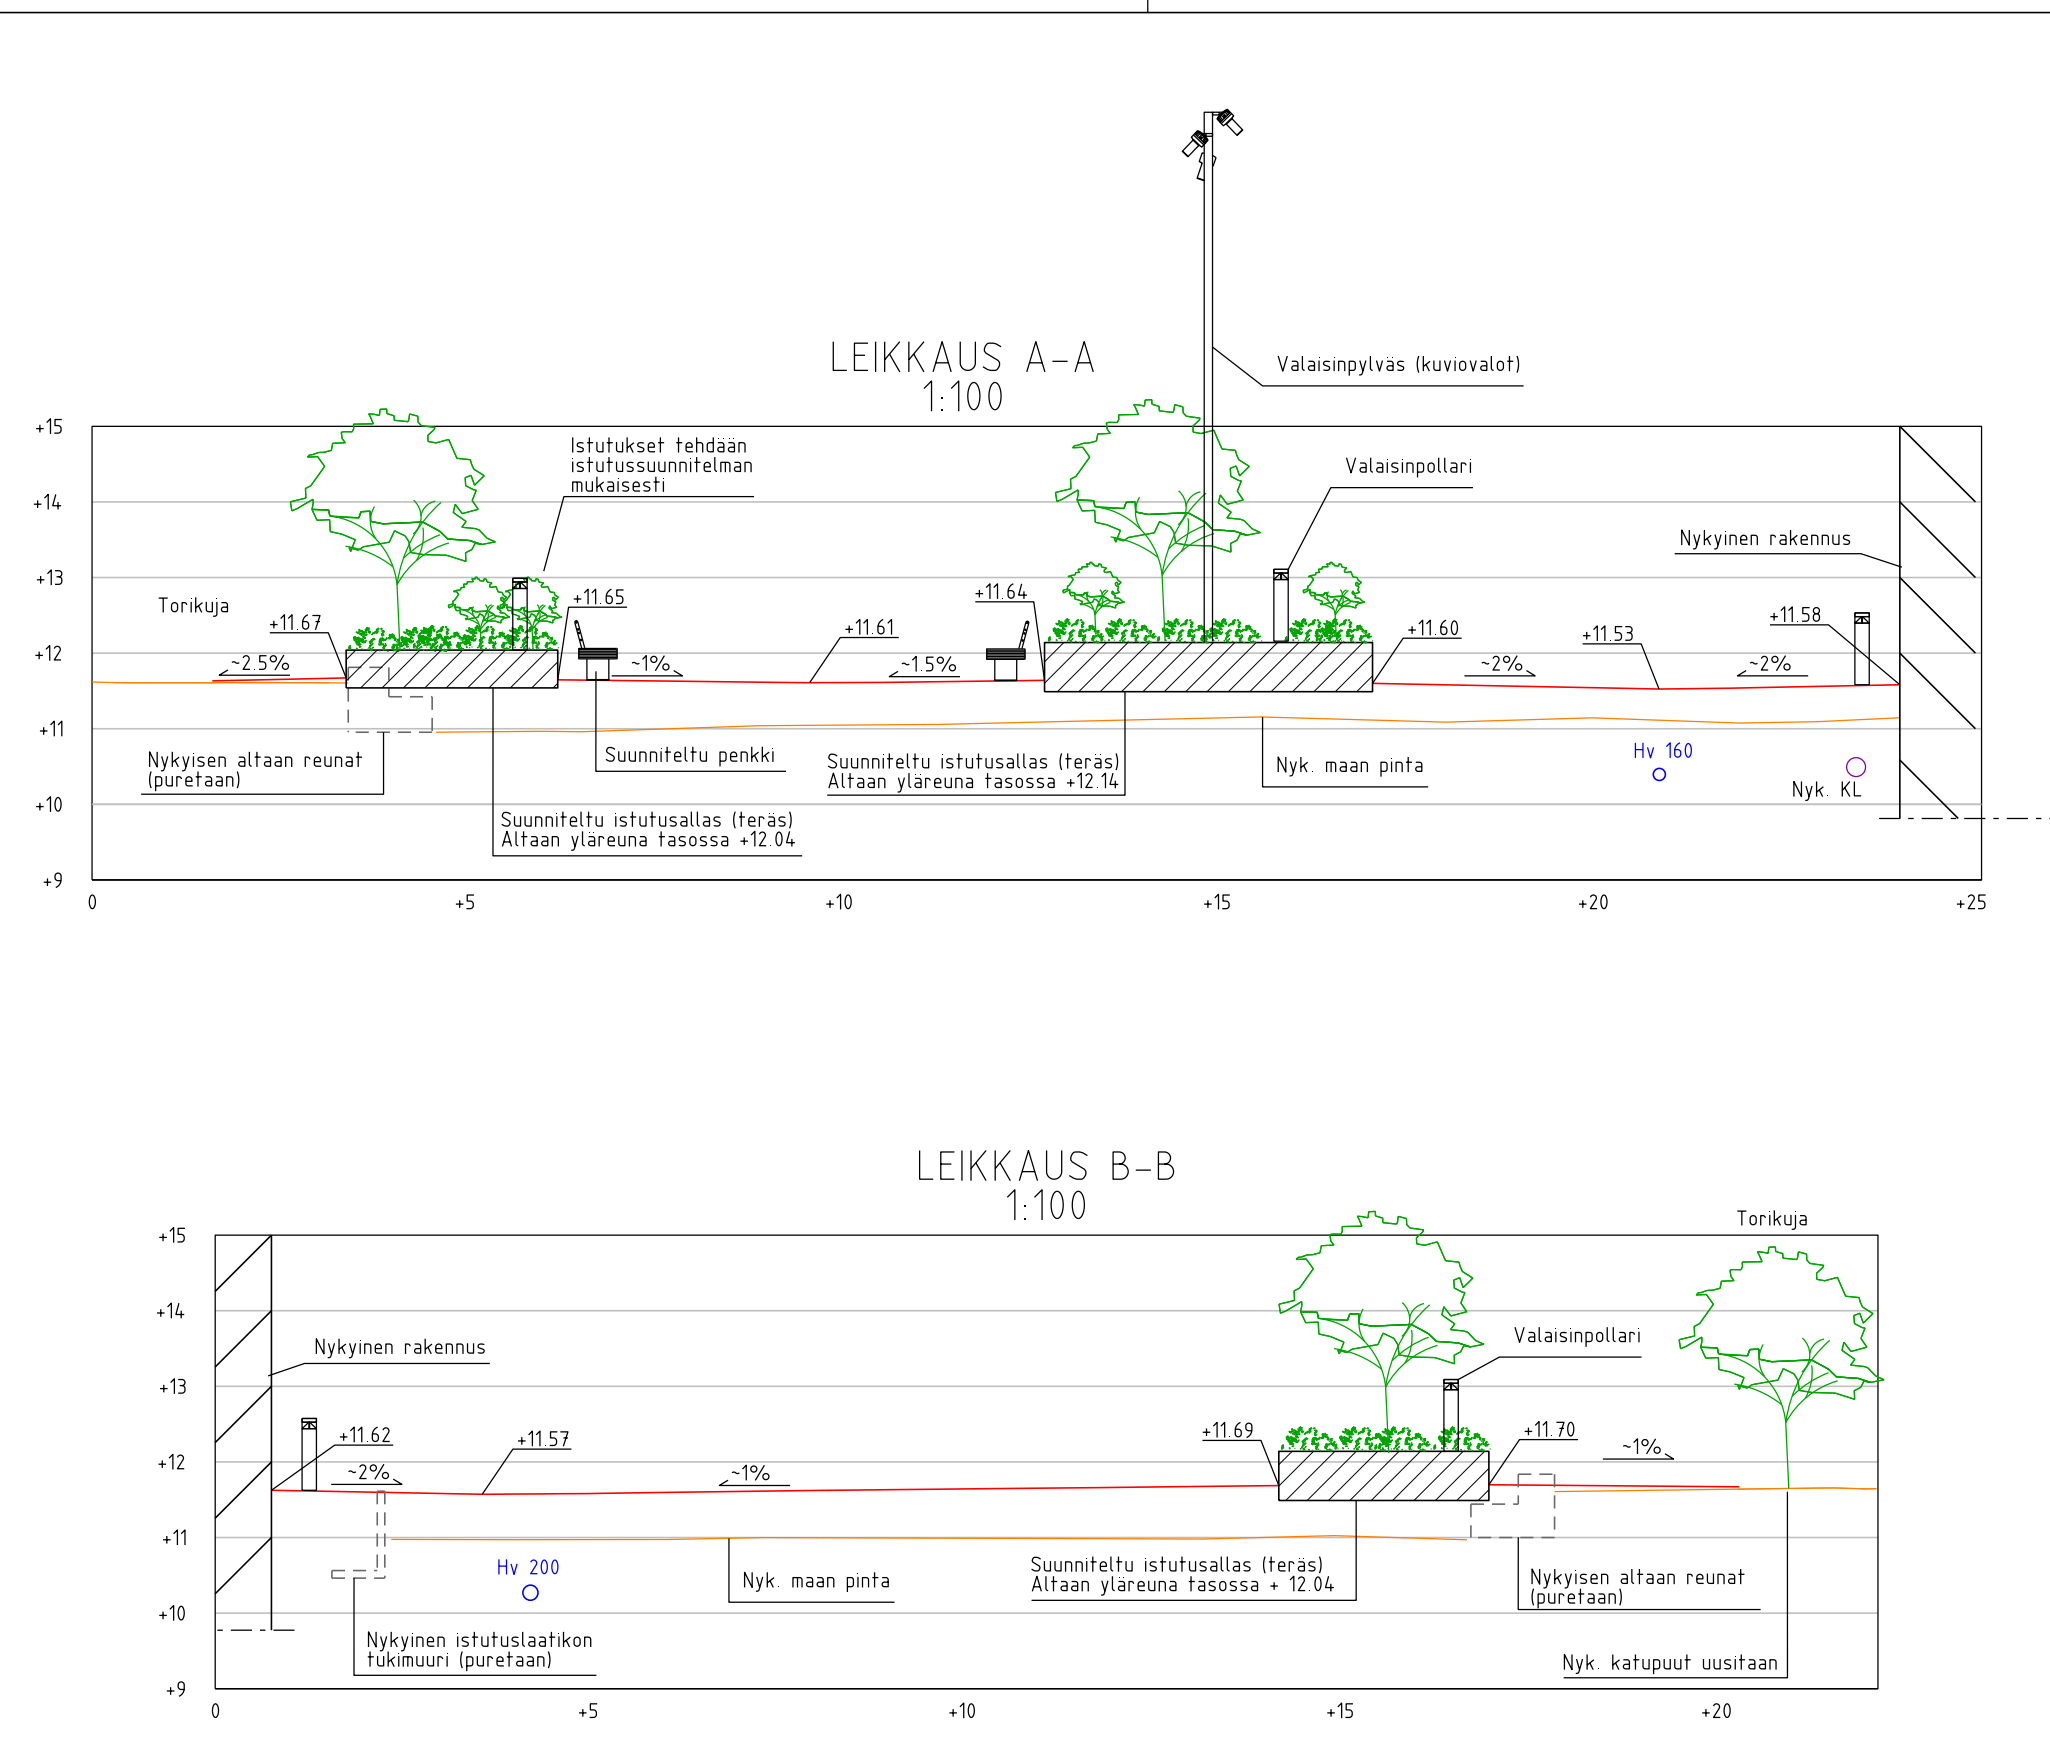 LEIKKAUS A-A
1:100
Valaisinpylväs (kuviovalot)
+15
+14
+13
+12
+11
+10
+9
Istutukset tehdään
istutussuunnitelman
mukaisesti
Valaisinpollari
Nykyinen rakennus
Torikuja
+11.67
+11.65
+11.61
+11.64
+11.60
+11.53
+11.58
~2.5%
~1%
~1.5%
~2%
~2%
Nykyisen altaan reunat
(puretaan)
Suunniteltu penkki
Suunniteltu istutusallas (teräs)
Altaan yläreuna tasossa +12.14
Nyk. maan pinta
Hv 160
Nyk. KL
Suunniteltu istutusallas (teräs)
Altaan yläreuna tasossa +12.04
0
+5
+10
+15
+20
+25
LEIKKAUS B-B
1:100
Torikuja
+15
+14
+13
+12
+11
+10
+9
Nykyinen rakennus
Valaisinpollari
+11.62
+11.57
+11.69
+11.70
~2%
~1%
~1%
Hv 200
Nyk. maan pinta
Suunniteltu istutusallas (teräs)
Altaan yläreuna tasossa + 12.04
Nykyisen altaan reunat
(puretaan)
Nykyinen istutuslaatikon
tukimuuri (puretaan)
Nyk. katupuut uusitaan
0
+5
+10
+15
+20